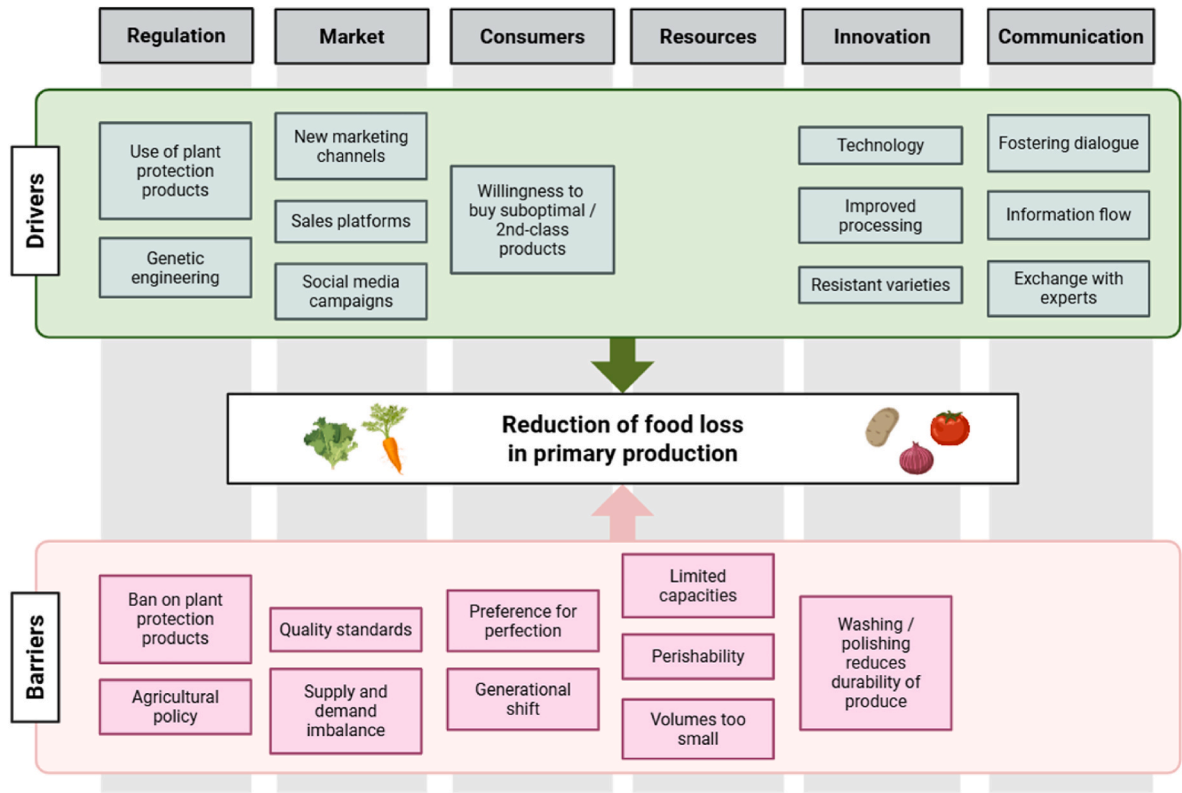 Regulation
Market
Consumers
Resources
Innovation
Communication
Drivers
Use of plant
protection
products
Genetic
engineering
New marketing
channels
Sales platforms
Social media
campaigns
Willingness to
buy suboptimal /
2nd-class
products
Technology
Improved
processing
Resistant varieties
Fostering dialogue
Information flow
Exchange with
experts
Reduction of food loss
in primary production
Barriers
Ban on plant
protection
products
Agricultural
policy
Quality standards
Supply and
demand
imbalance
Preference for
perfection
Generational
shift
Limited
capacities
Perishability
Volumes too
small
Washing /
polishing
reduces
durability of
produce